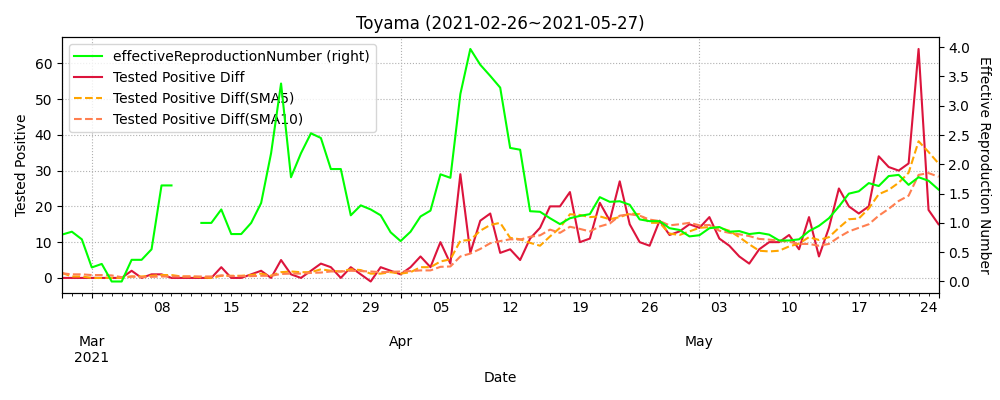 Toyama (2021-02-26~2021-05-27)
effectiveReproductionNumber (right)
Tested Positive Diff
Tested Positive Diff(SMA5)
Tested Positive Diff(SMA10)
Tested Positive
60
50
40
30
20
10
0
4.0
3.5
3.0
2.5
2.0
1.5
1.0
0.5
0.0
Effective Reproduction Number
08 15 22 29 05 12 19 26 03 10 17 24
Mar Apr May
2021
Date